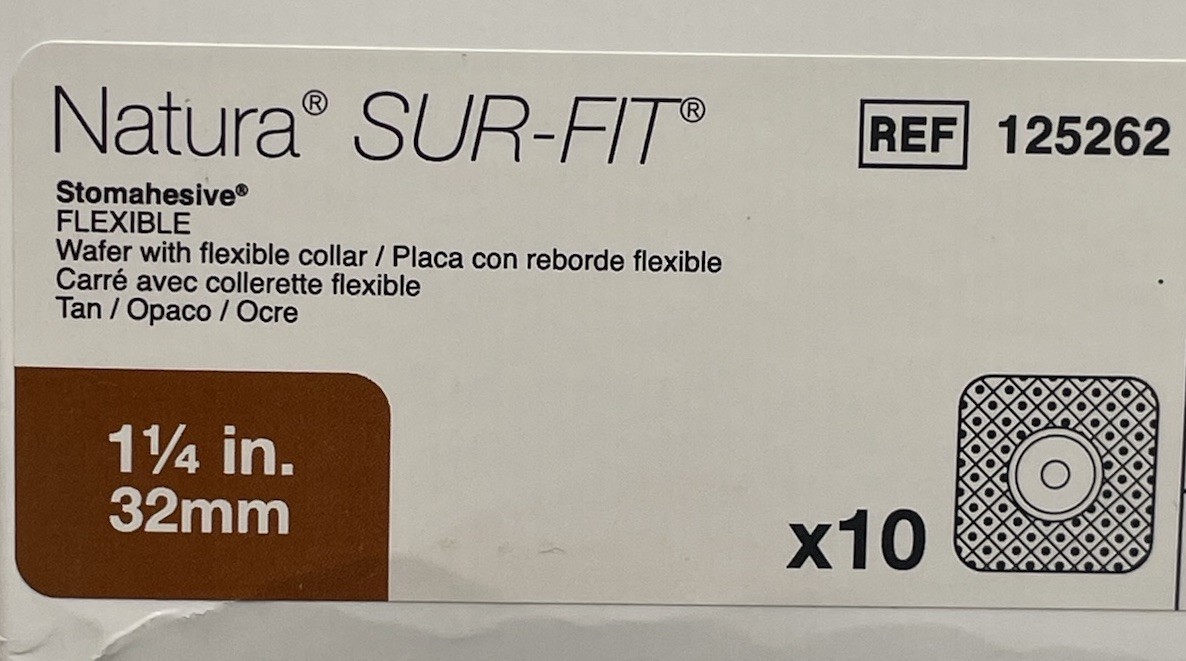 Natura® SUR-FIT®
REF 125262
Stomahesive®
FLEXIBLE
Wafer with flexible collar / Placa con reborde flexible
Carré avec collerette flexible
Tan / Opaco / Ocre
1¼ in.
32mm
x10